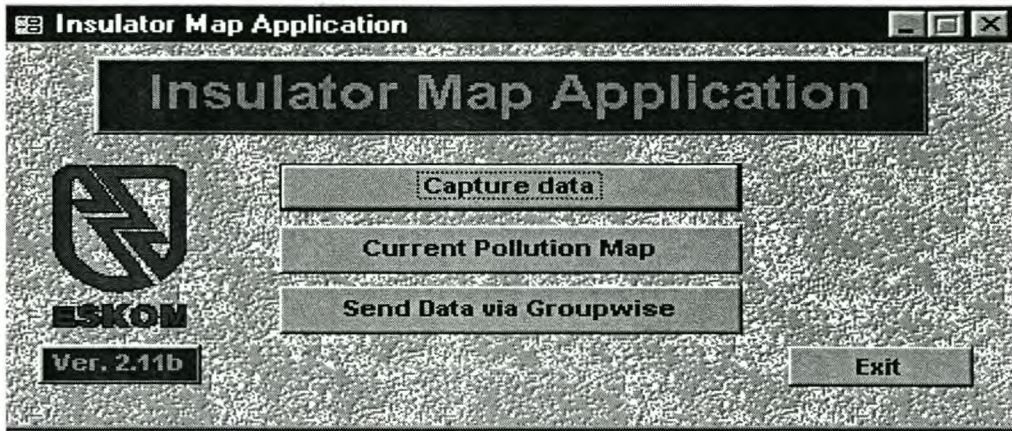 Insulator Map Application
Insulator Map Application
Capture data
Current Pollution Map
Send Data via Groupwise
ESKOM
Ver. 2.11b
Exit